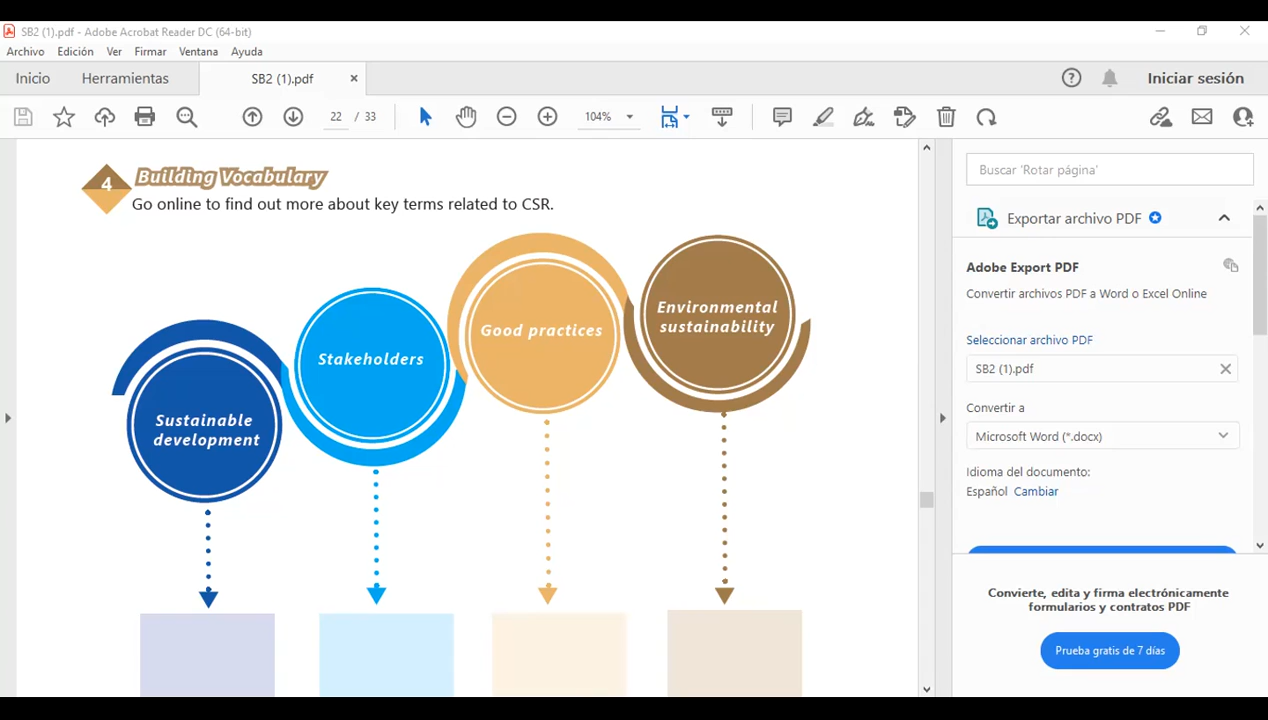 SB2 (1).pdf - Adobe Acrobat Reader DC (64-bit)
Archivo Edición Ver Firmar Ventana Ayuda
Inicio Herramientas SB2 (1).pdf × Iniciar sesión
22 / 33 104%
4 Building Vocabulary
Go online to find out more about key terms related to CSR.
Sustainable
development
Stakeholders
Good practices
Environmental
sustainability
Buscar 'Rotar página'
Exportar archivo PDF
Adobe Export PDF
Convertir archivos PDF a Word o Excel Online
Seleccionar archivo PDF
SB2 (1).pdf
Convertir a
Microsoft Word (*.docx)
Idioma del documento:
Español Cambiar
Convierte, edita y firma electrónicamente
formularios y contratos PDF
Prueba gratis de 7 días